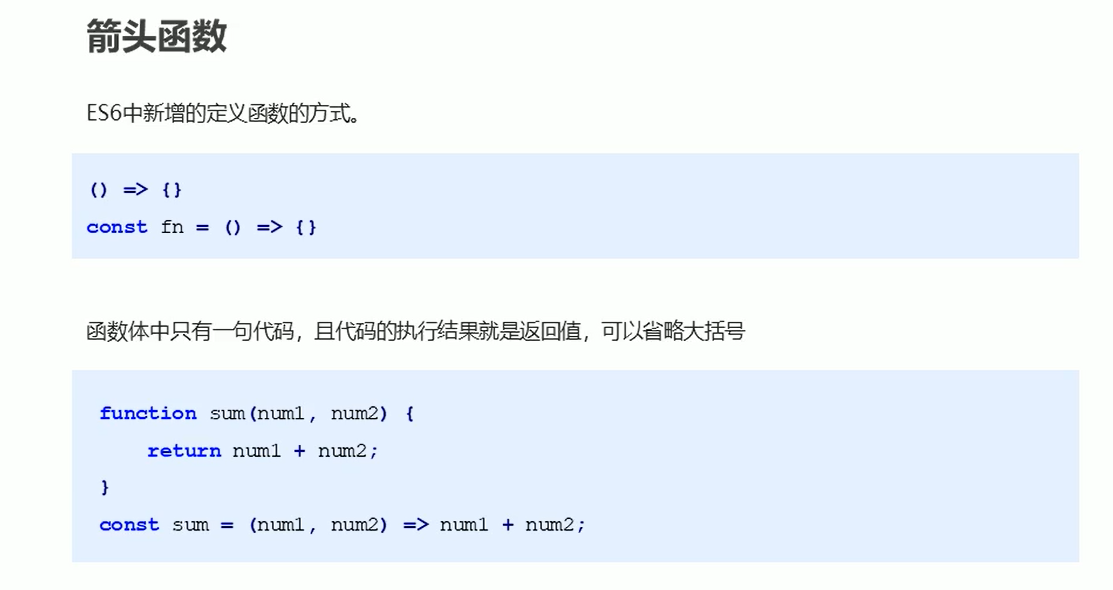 箭头函数
ES6中新增的定义函数的方式。
() => {}
const fn = () => {}
函数体中只有一句代码，且代码的执行结果就是返回值，可以省略大括号
function sum(num1, num2) {
    return num1 + num2;
}
const sum = (num1, num2) => num1 + num2;